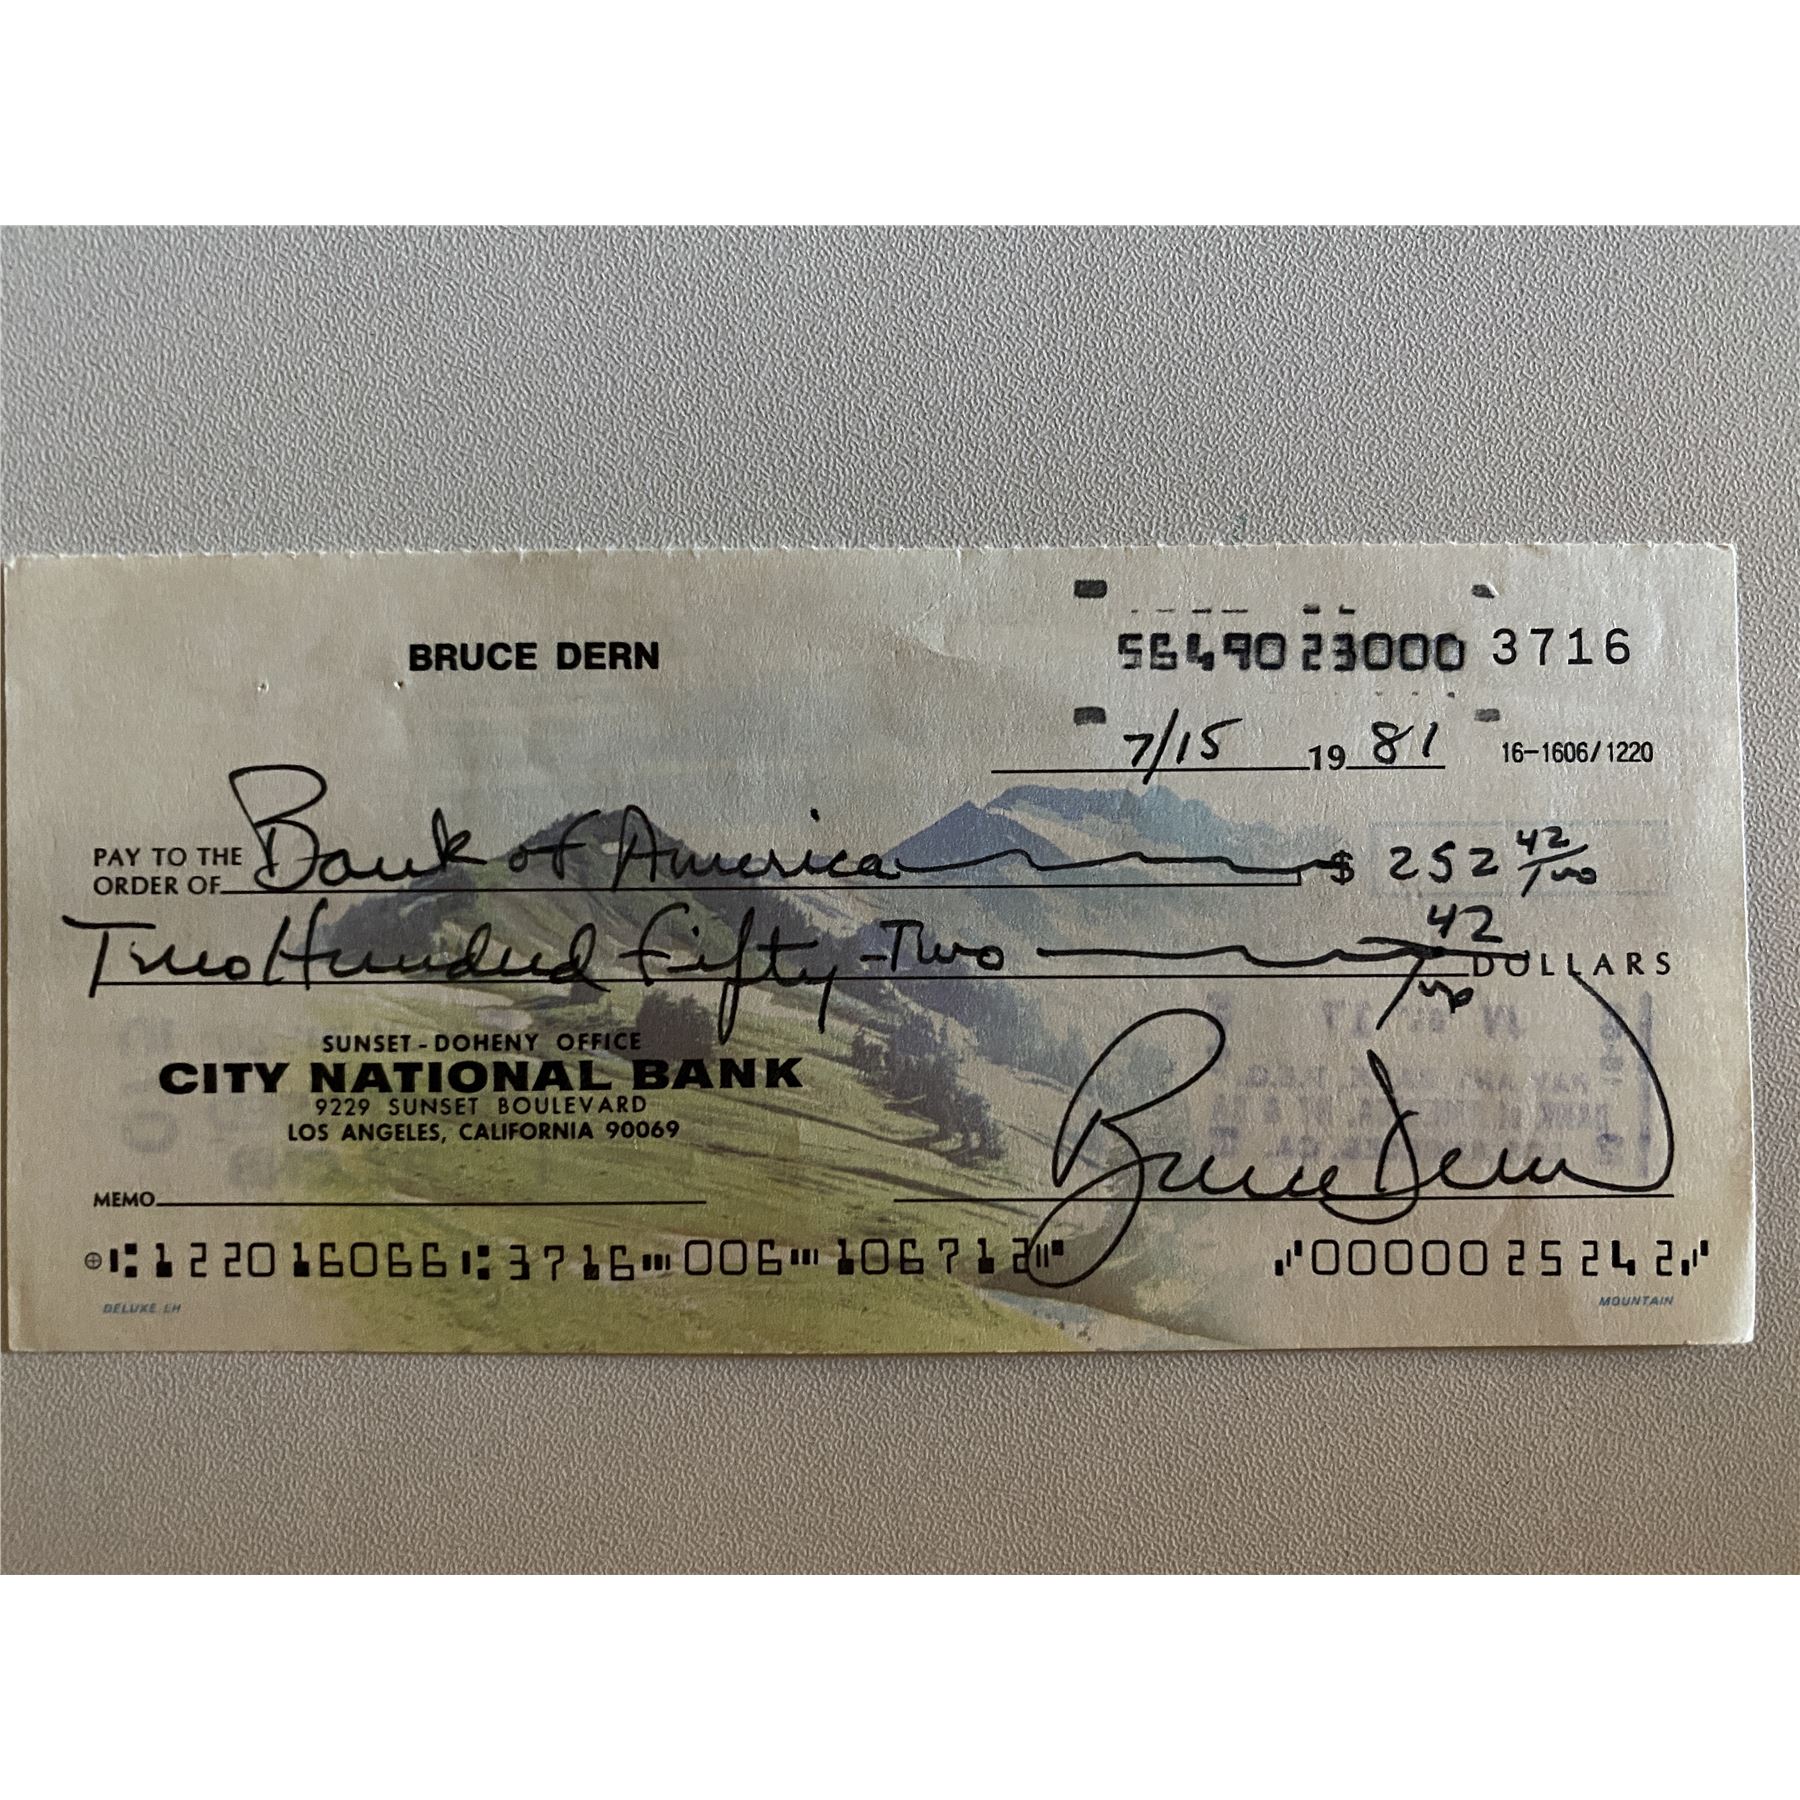 BRUCE DERN
5649023000 3716
7/15 19 81 16-1606/1220
PAY TO THE ORDER OF Bank of America $ 252 42/100
Two Hundred Fifty-Two 42/100 DOLLARS
SUNSET-DOHENY OFFICE
CITY NATIONAL BANK
9229 SUNSET BOULEVARD
LOS ANGELES, CALIFORNIA 90069
MEMO Bruce Dern
⑆122016066⑆3716⑈006⑈106712⑈ ⑈0000025242⑈
DELUXE LH MOUNTAIN